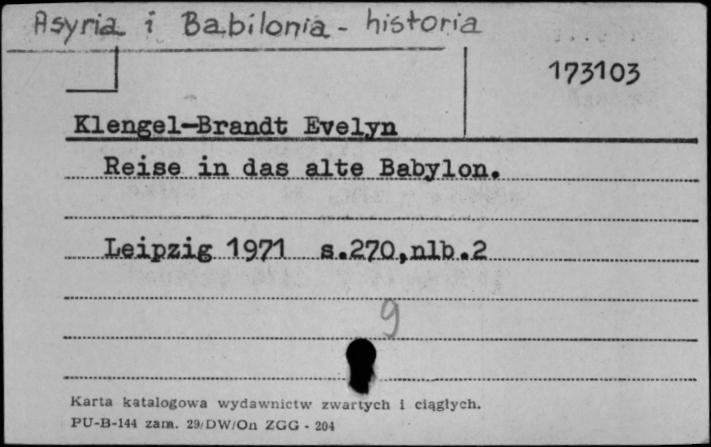 Asyria i Babilonia - historia
173103
Klengel-Brandt Evelyn
Reise in das alte Babylon.
Leipzig 1971 s.270,nlb.2
9
Karta katalogowa wydawnictw zwartych i ciągłych.
PU-B-144 zam. 29/DW/On ZGG - 204